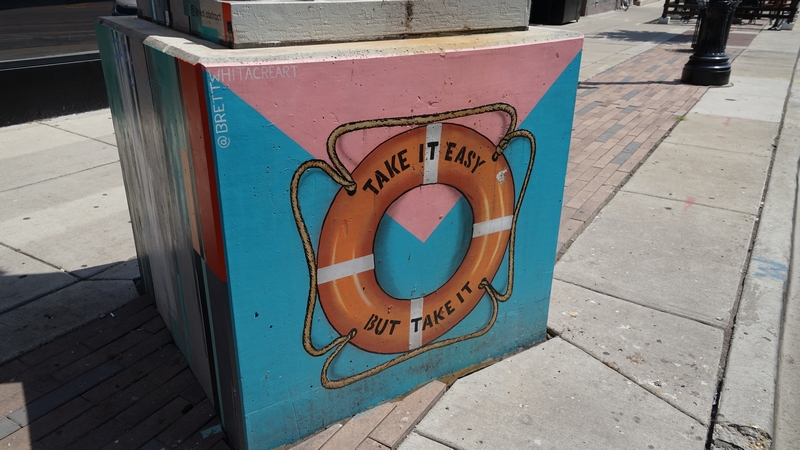 @BRETTWHITACREART
TAKE IT EASY
BUT TAKE IT